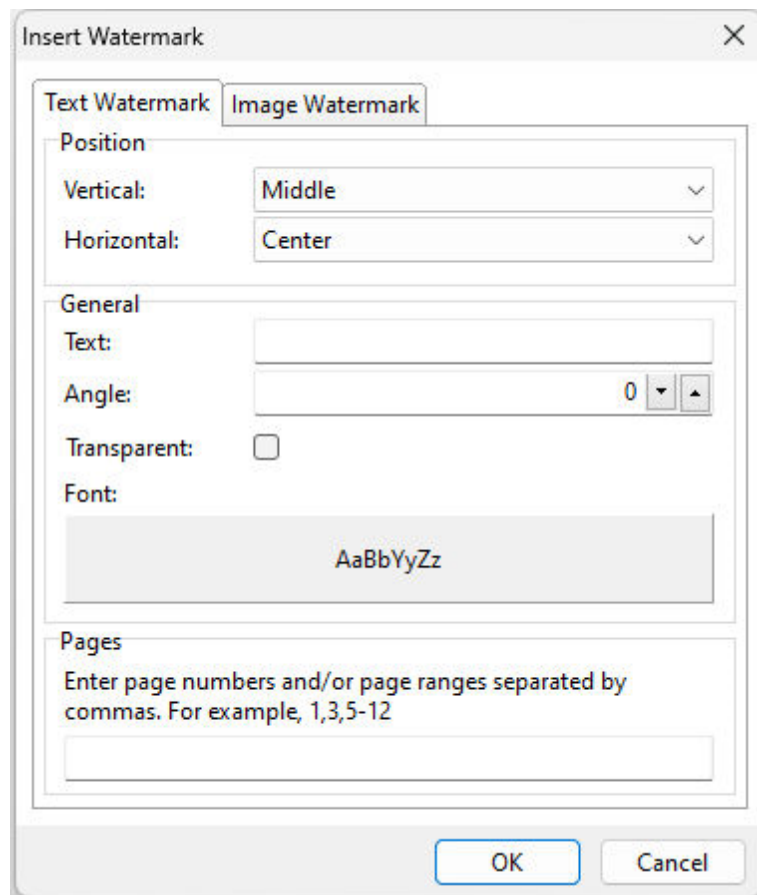 Insert Watermark
Text Watermark
Image Watermark
Position
Vertical:
Middle
Horizontal:
Center
General
Text:
Angle:
0
Transparent:
Font:
AaBbYyZz
Pages
Enter page numbers and/or page ranges separated by
commas. For example, 1,3,5-12
OK
Cancel